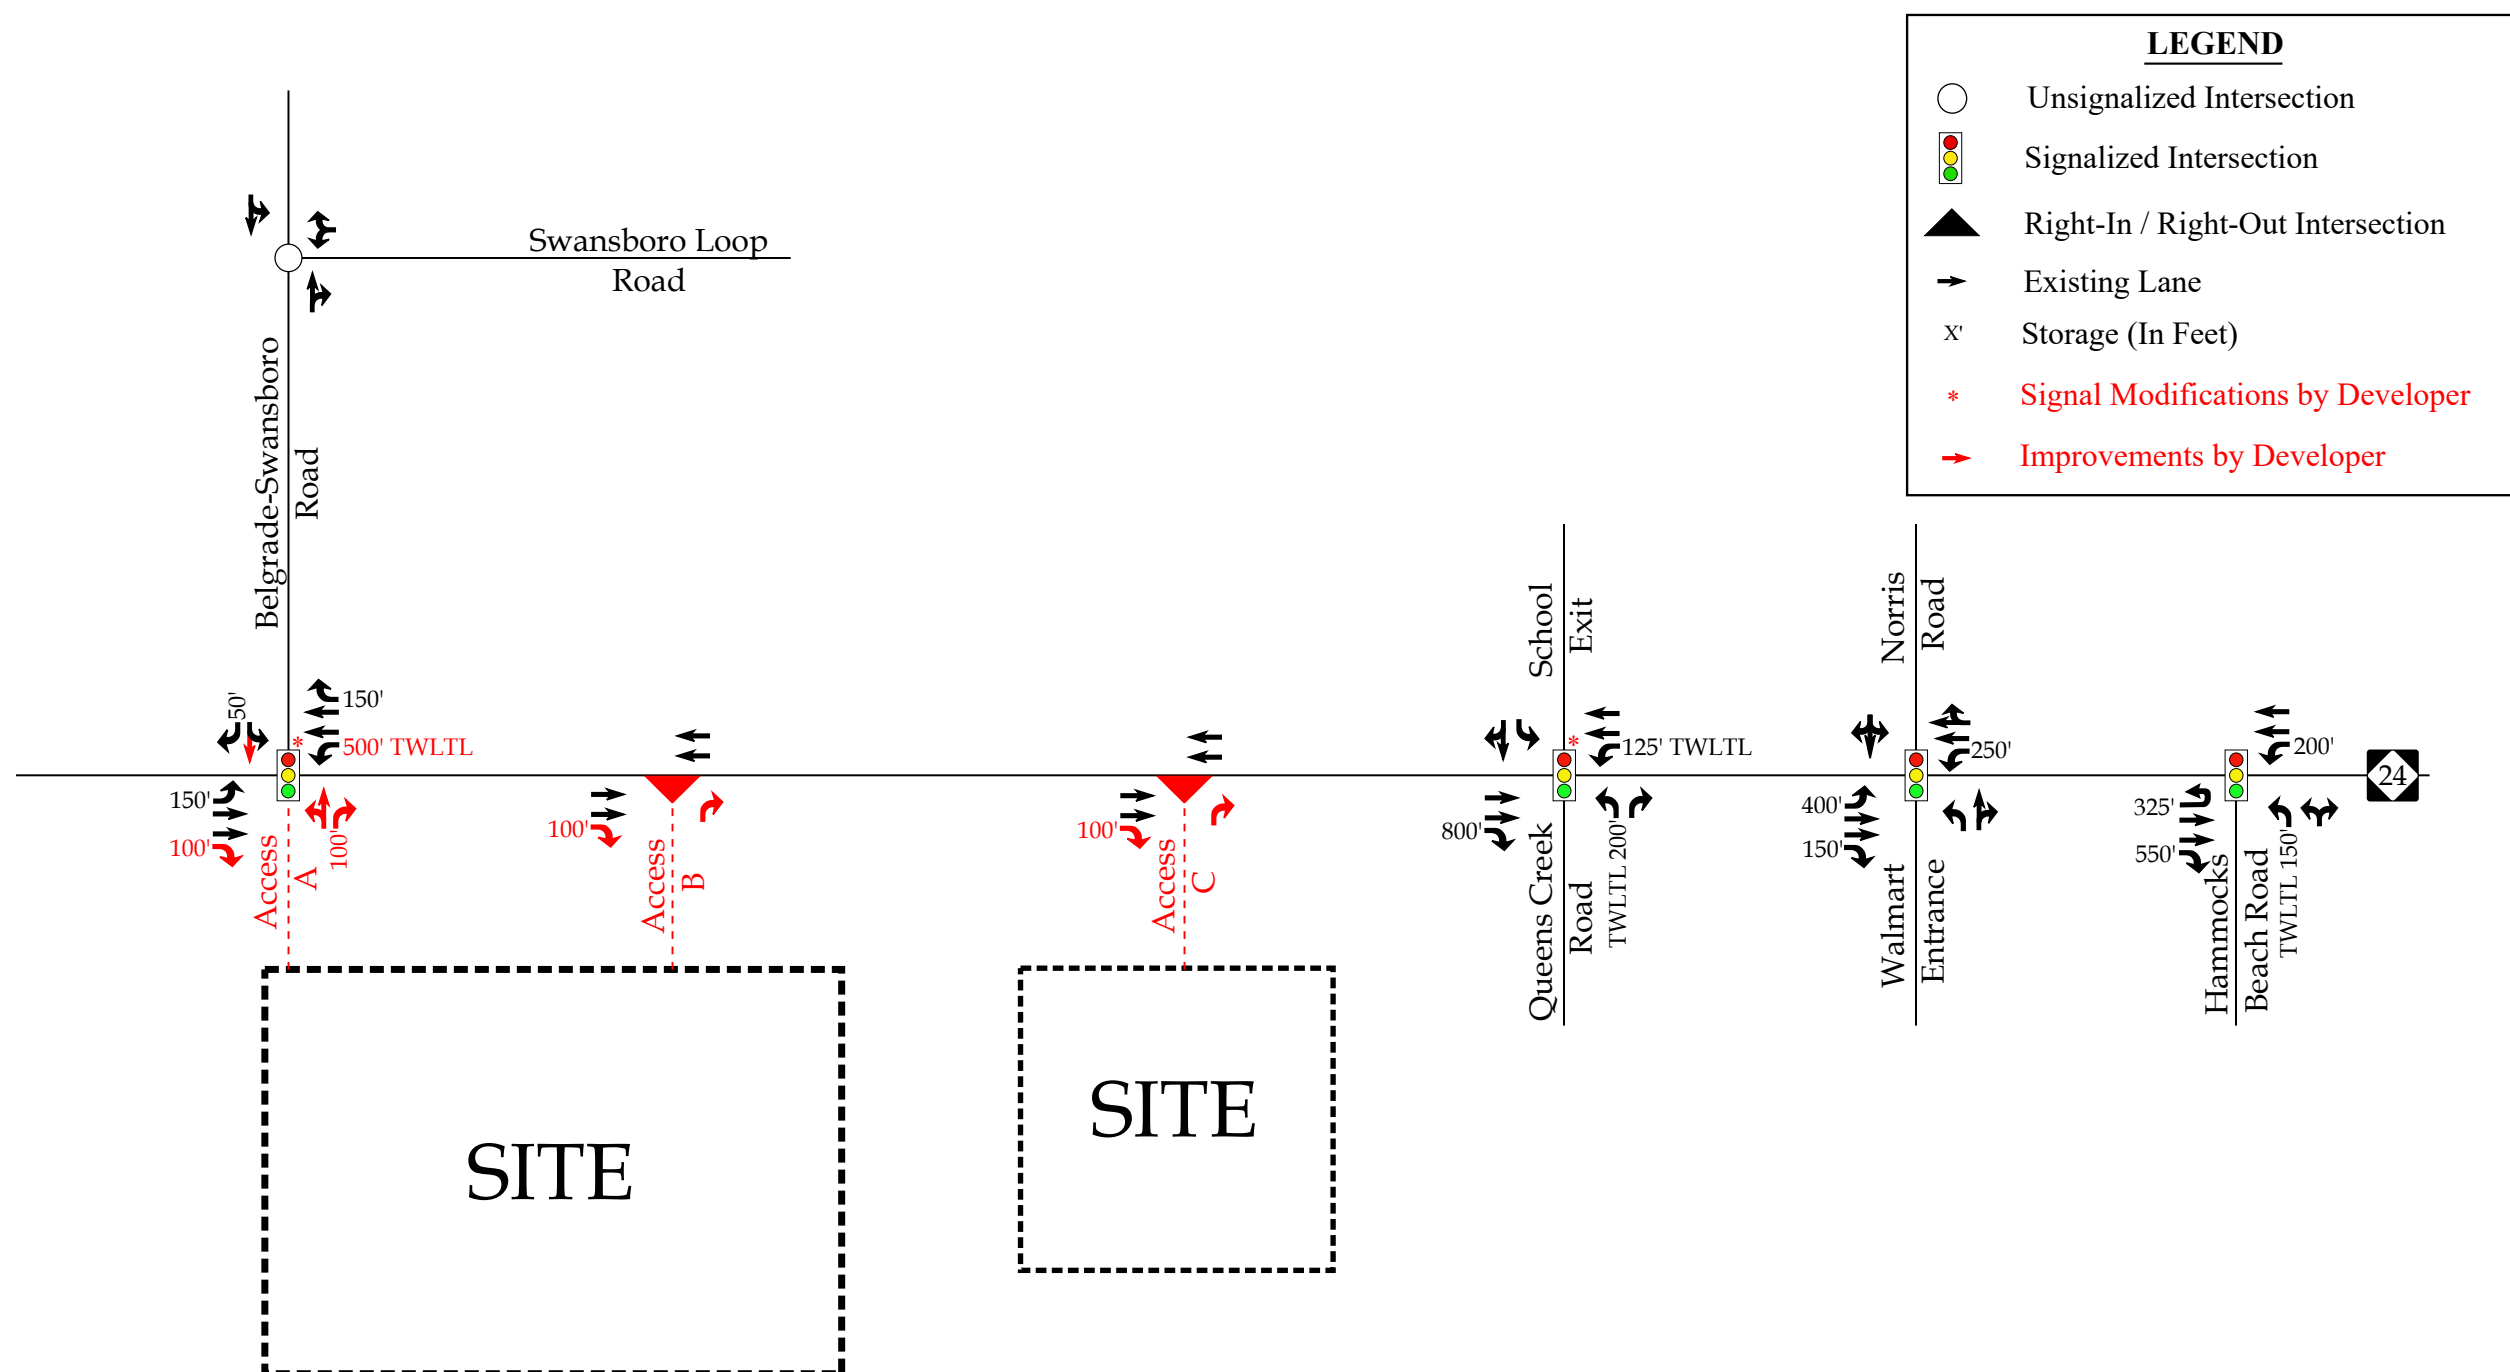 LEGEND
Unsignalized Intersection
Signalized Intersection
Right-In / Right-Out Intersection
Existing Lane
X' Storage (In Feet)
* Signal Modifications by Developer
Improvements by Developer
Swansboro Loop
Road
Belgrade-Swansboro
Road
School
Exit
Norris
Road
50'
150'
*
500' TWLTL
150'
100'
100'
Access
A
100'
Access
B
100'
Access
C
*
125' TWLTL
800'
Queens Creek
Road
TWLTL 200'
250'
400'
150'
Walmart
Entrance
200'
325'
550'
Hammocks
Beach Road
TWLTL 150'
24
SITE
SITE